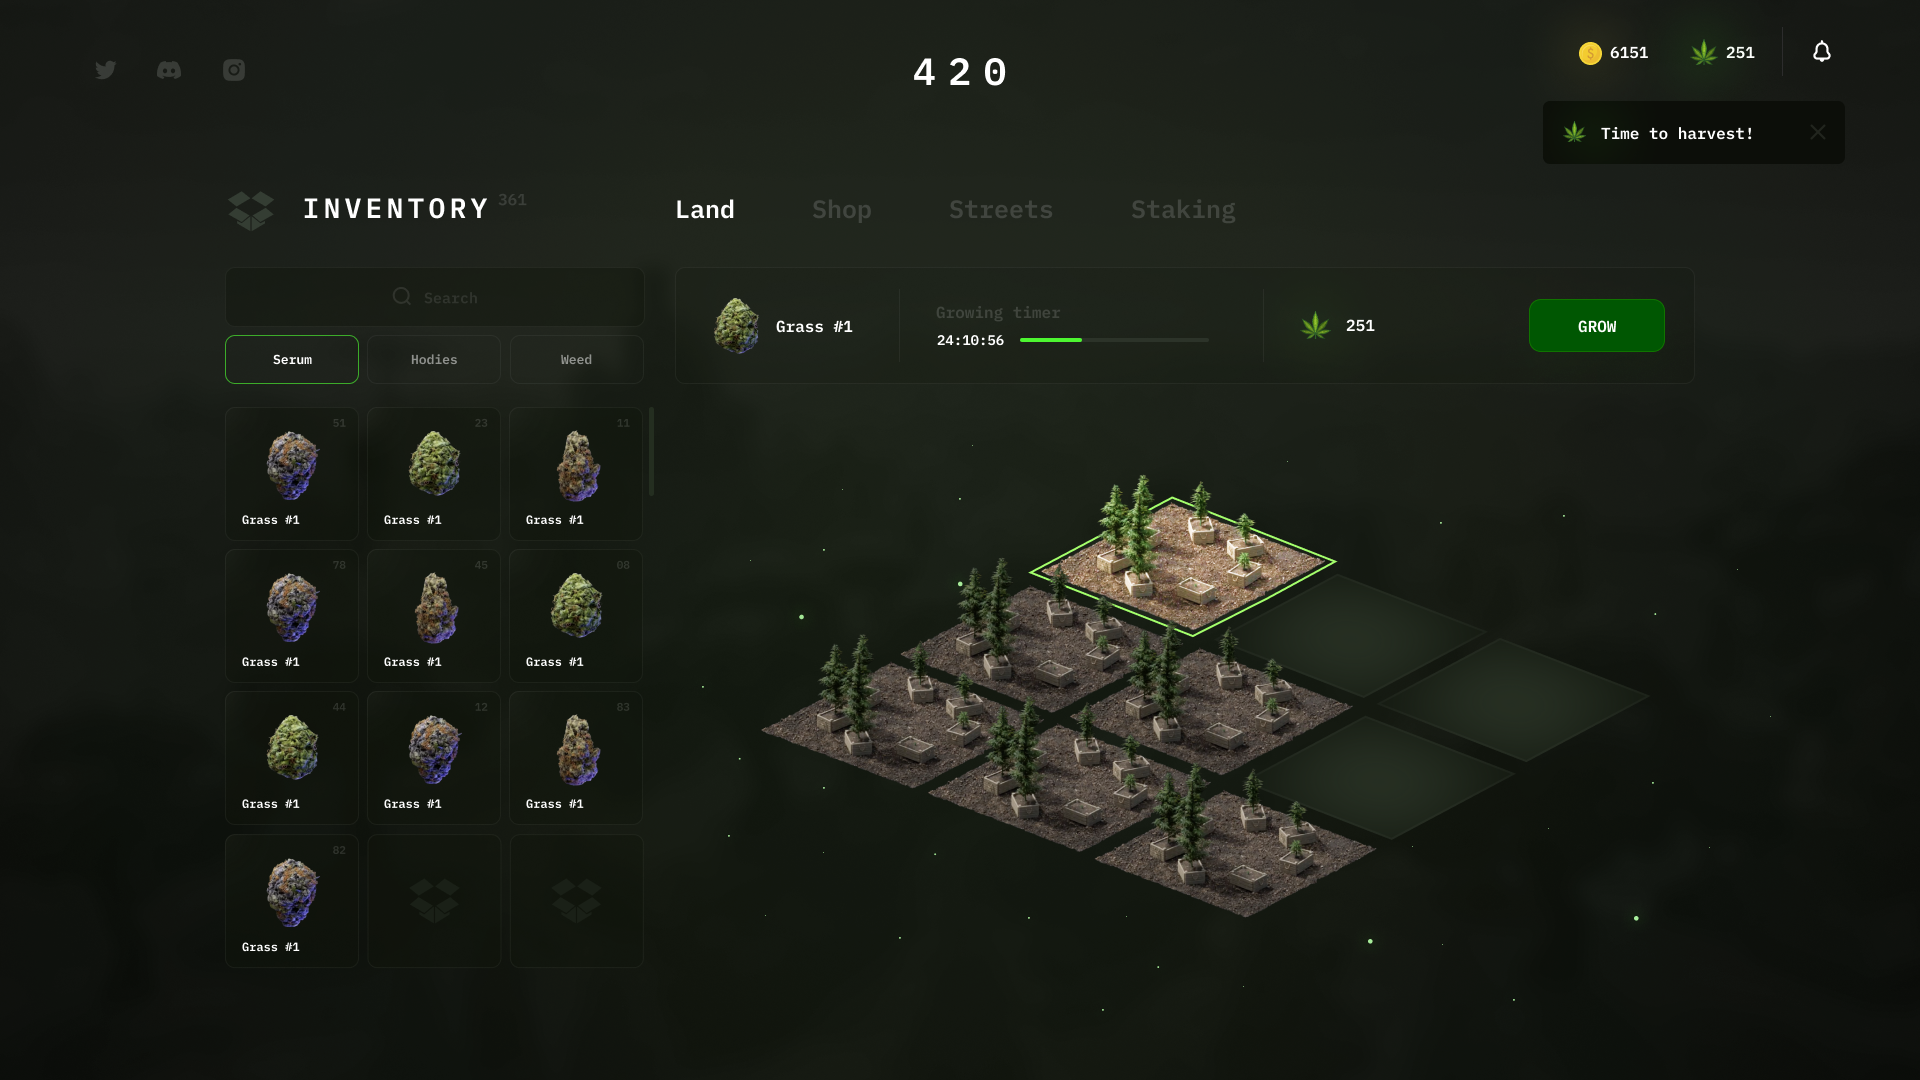 420
6151
251
Time to harvest!
INVENTORY 361
Land
Shop
Streets
Staking
Search
Serum
Hodies
Weed
Grass #1
Growing timer
24:10:56
251
GROW
51
Grass #1
23
Grass #1
11
Grass #1
78
Grass #1
45
Grass #1
08
Grass #1
44
Grass #1
12
Grass #1
83
Grass #1
82
Grass #1